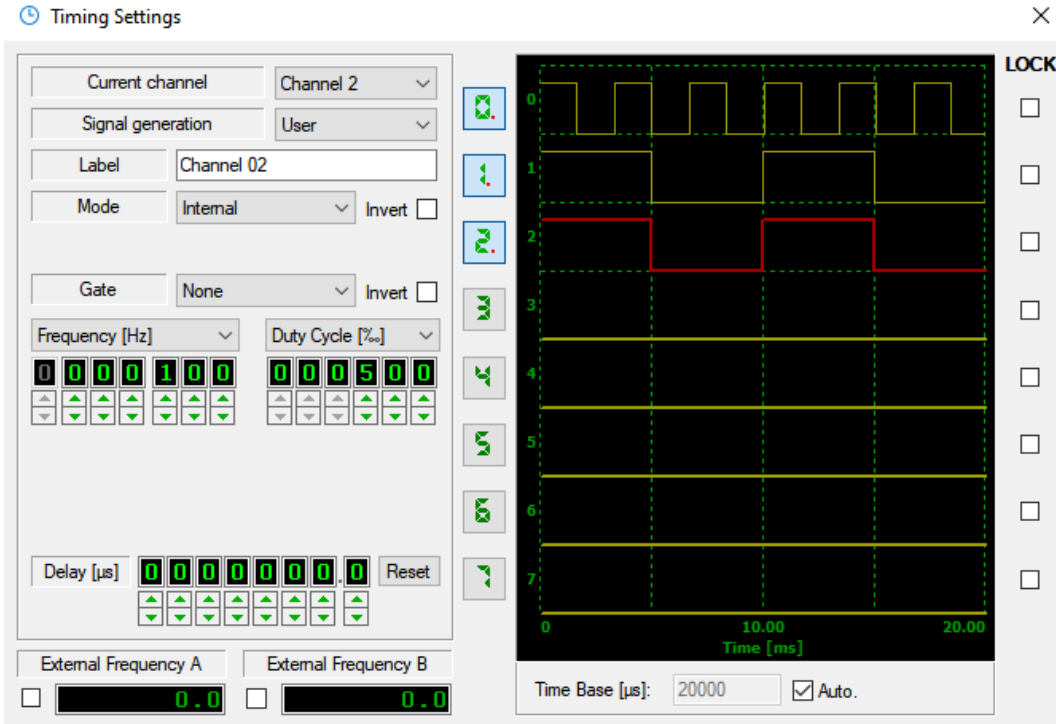 Timing Settings
Current channel Channel 2
Signal generation User
Label Channel 02
Mode Internal Invert
Gate None Invert
Frequency [Hz] Duty Cycle [‰]
0 0 0 0 1 0 0 0 0 0 5 0 0
Delay [µs] 0 0 0 0 0 0 0 . 0 Reset
External Frequency A External Frequency B
0.0 0.0
0.
1.
2.
3
4
5
6
7
0
1
2
3
4
5
6
7
0 10.00 20.00
Time [ms]
Time Base [µs]: 20000 Auto.
LOCK